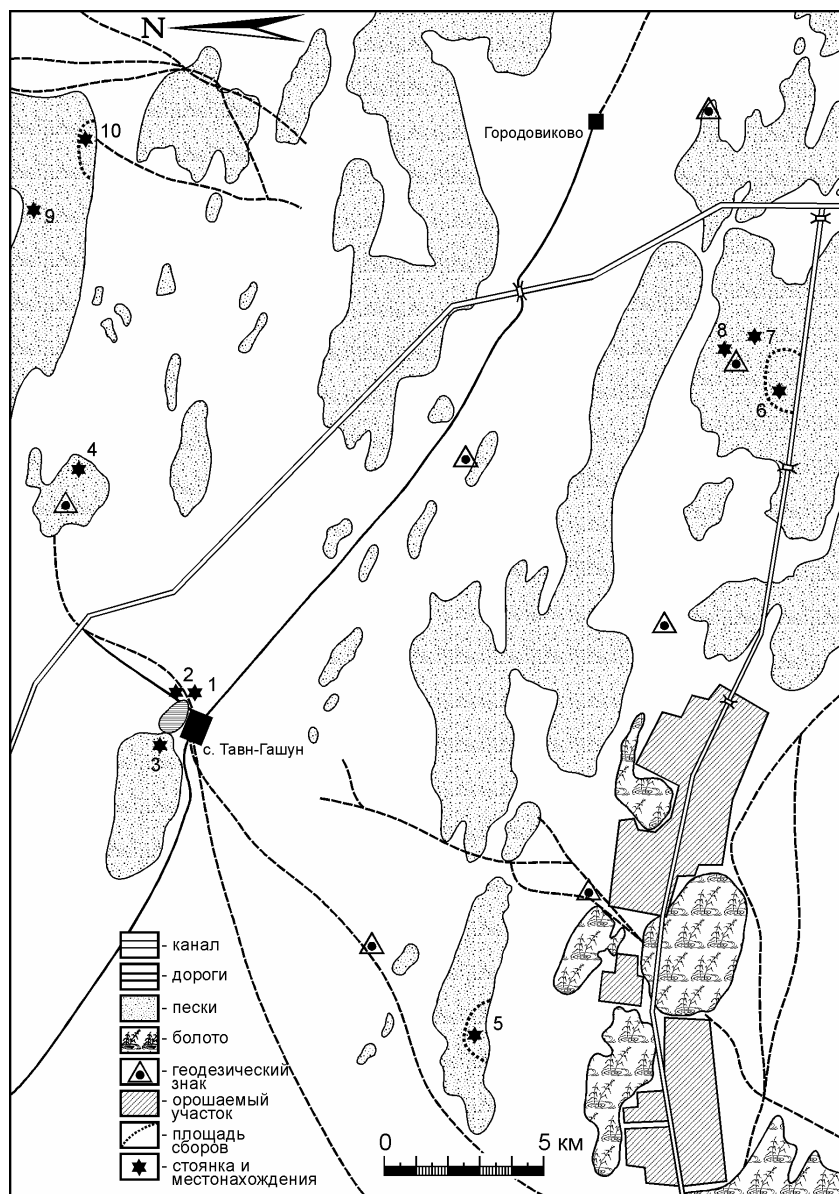 N
Городовиково
10
9
8
7
6
4
2
1
с. Тавн-Гашун
3
5
- канал
- дороги
- пески
- болото
- геодезический
знак
- орошаемый
участок
- площадь
сборов
- стоянка и
местонахождения
0
5 км